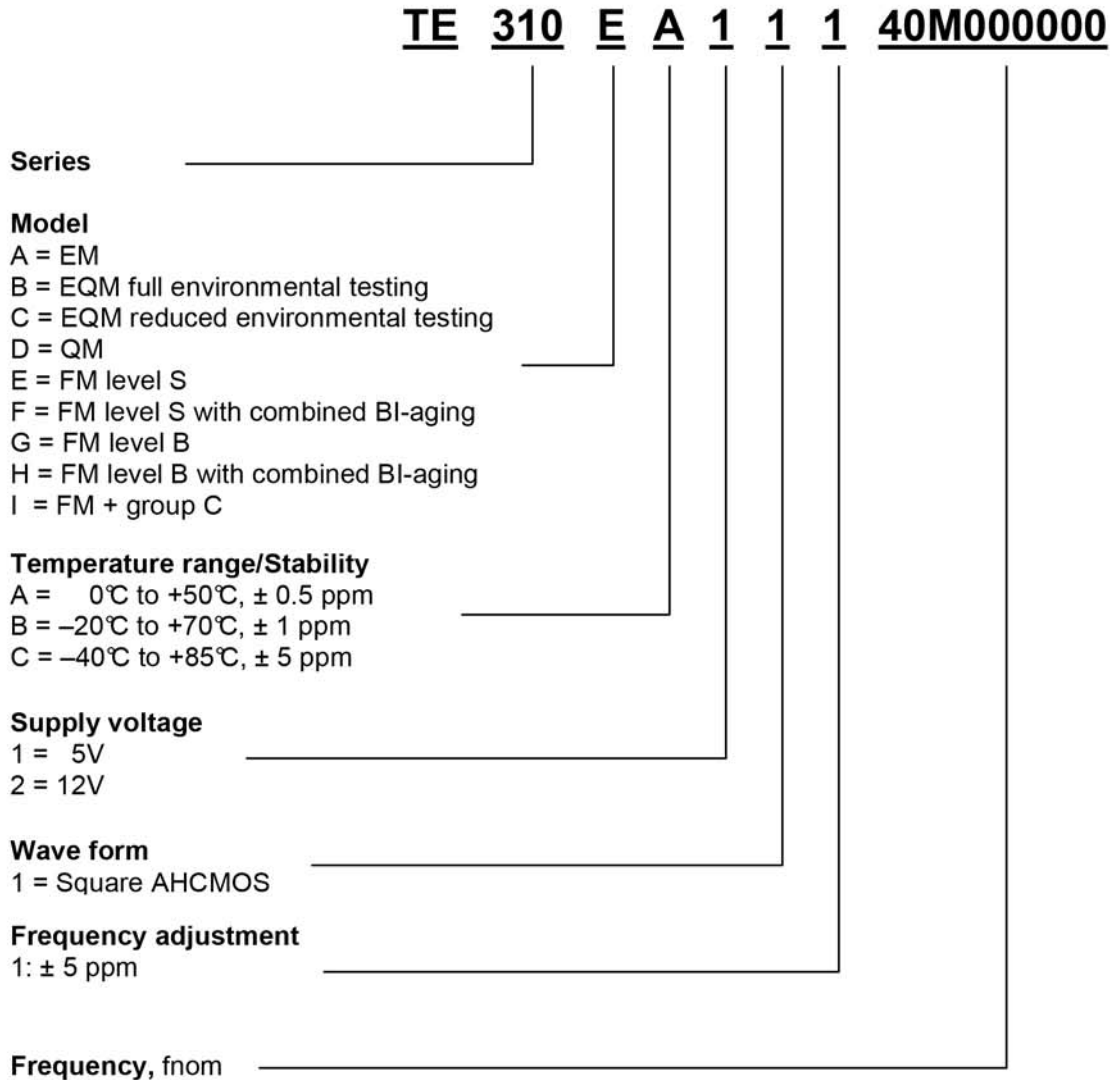 TE 310 E A 1 1 1 40M000000
Series
Model
A = EM
B = EQM full environmental testing
C = EQM reduced environmental testing
D = QM
E = FM level S
F = FM level S with combined BI-aging
G = FM level B
H = FM level B with combined BI-aging
I = FM + group C
Temperature range/Stability
A = 0°C to +50°C, ± 0.5 ppm
B = –20°C to +70°C, ± 1 ppm
C = –40°C to +85°C, ± 5 ppm
Supply voltage
1 = 5V
2 = 12V
Wave form
1 = Square AHCMOS
Frequency adjustment
1: ± 5 ppm
Frequency, fnom